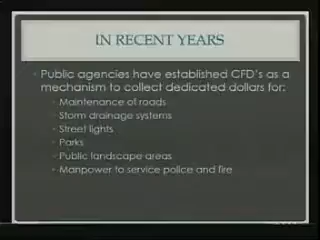 IN RECENT YEARS
Public agencies have established CFD's as a
mechanism to collect dedicated dollars for:
Maintenance of roads
Storm drainage systems
Street lights
Parks
Public landscape areas
Manpower to service police and fire